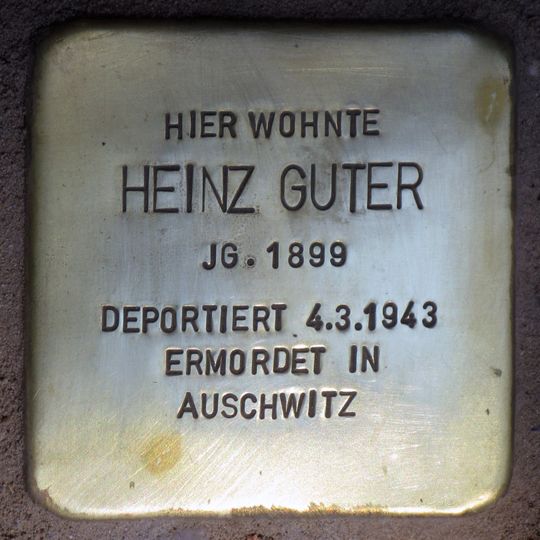 HIER WOHNTE
HEINZ GUTER
JG. 1899
DEPORTIERT 4.3.1943
ERMORDET IN
AUSCHWITZ